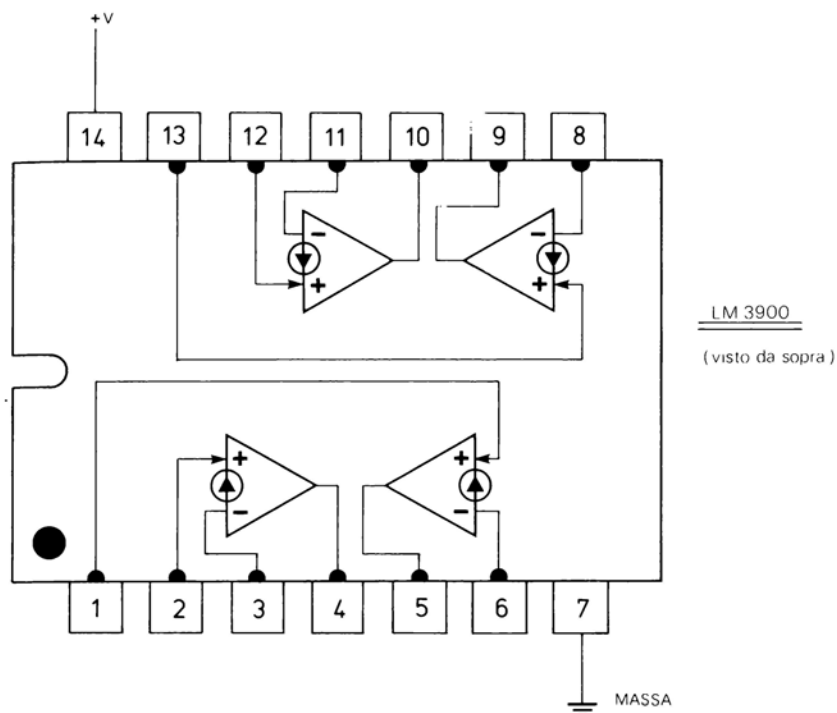 +V
14 13 12 11 10 9 8
− −
+ +
LM 3900
(visto da sopra)
+ +
− −
1 2 3 4 5 6 7
MASSA